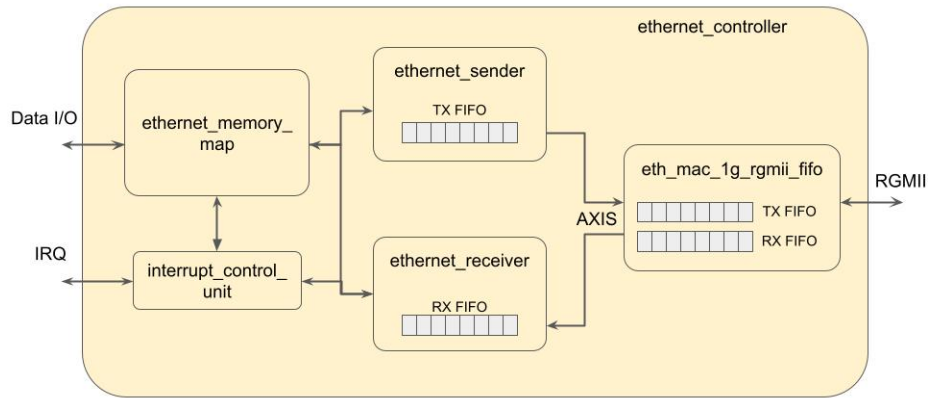 ethernet_controller
ethernet_sender
TX FIFO
Data I/O
ethernet_memory_
map
eth_mac_1g_rgmii_fifo
RGMII
TX FIFO
AXIS
RX FIFO
IRQ
interrupt_control_
unit
ethernet_receiver
RX FIFO